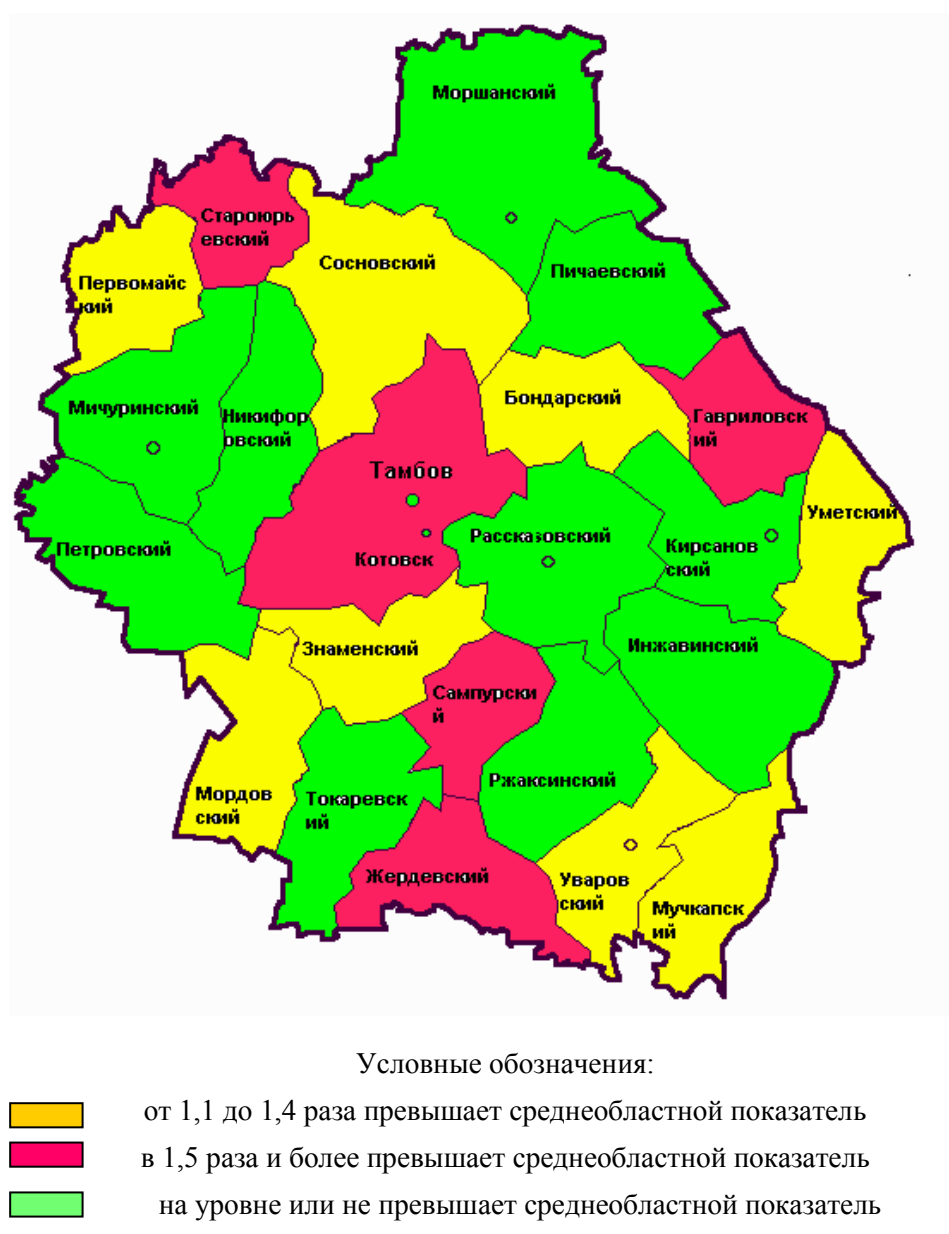 Моршанский
Староюрь
евский
Сосновский
Пичаевский
Первомайс
кий
Мичуринский
Никифор
овский
Бондарский
Гавриловск
ий
Тамбов
Уметский
Петровский
Котовск
Рассказовский
Кирсанов
ский
Знаменский
Инжавинский
Сампурски
й
Ржаксинский
Мордов
ский
Токаревск
ий
Жердевский
Уваров
ский
Мучкапск
ий
Условные обозначения:
от 1,1 до 1,4 раза превышает среднеобластной показатель
в 1,5 раза и более превышает среднеобластной показатель
на уровне или не превышает среднеобластной показатель